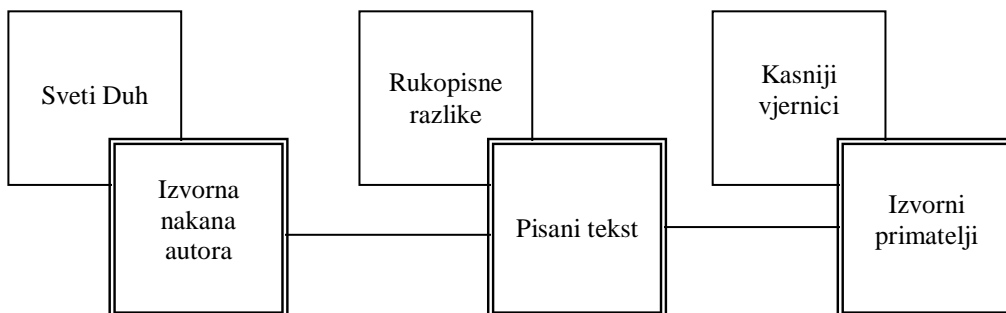 Sveti Duh
Rukopisne
razlike
Kasniji
vjernici
Izvorna
nakana
autora
Pisani tekst
Izvorni
primatelji